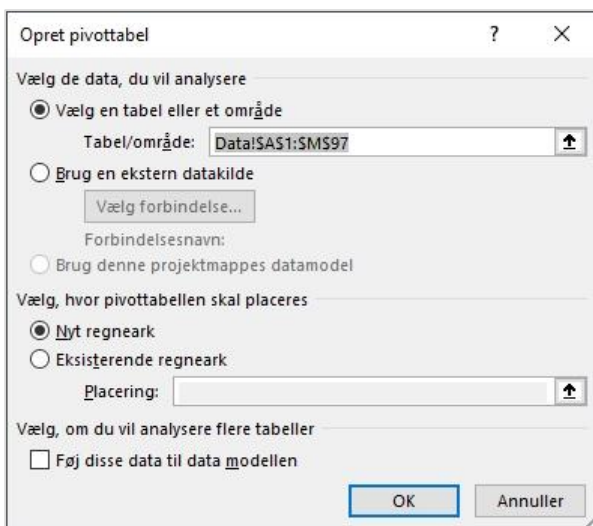 Opret pivottabel ?
Vælg de data, du vil analysere
Vælg en tabel eller et område
Tabel/område: Data!$A$1:$M$97
Brug en ekstern datakilde
Vælg forbindelse...
Forbindelsesnavn:
Brug denne projektmappes datamodel
Vælg, hvor pivottabellen skal placeres
Nyt regneark
Eksisterende regneark
Placering:
Vælg, om du vil analysere flere tabeller
Føj disse data til data modellen
OK Annuller